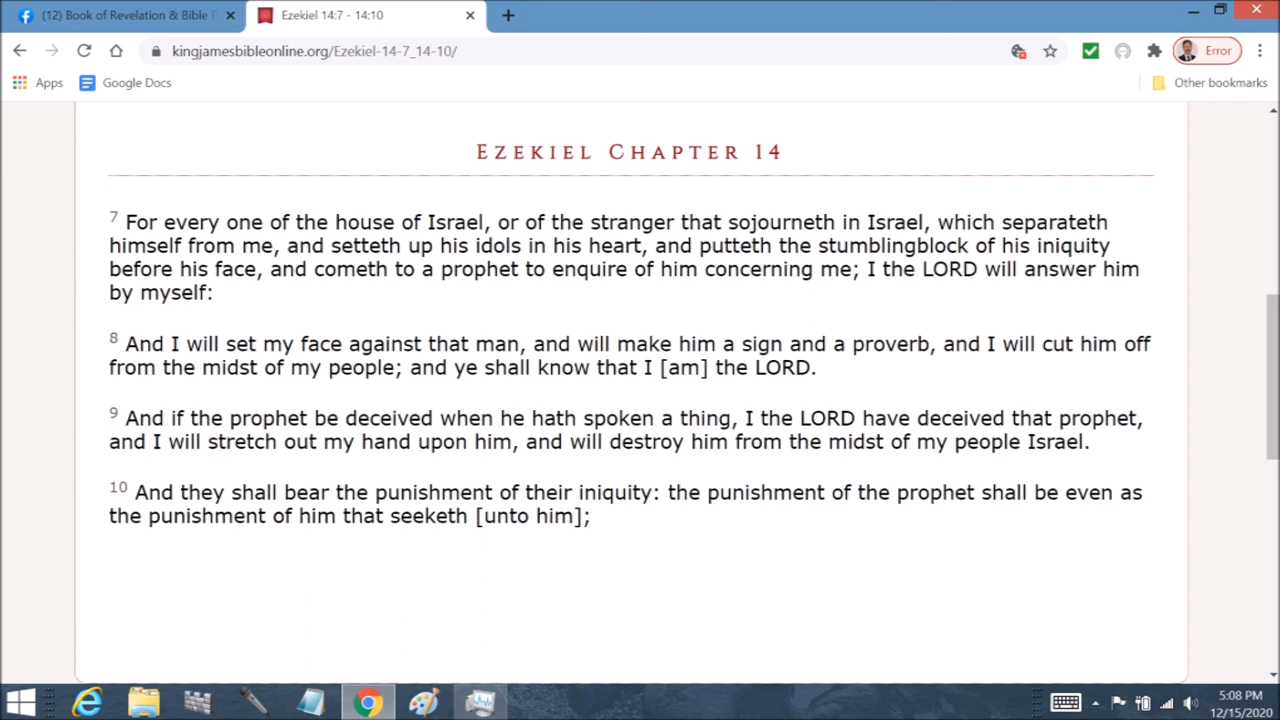 (12) Book of Revelation & Bible P
Ezekiel 14:7 - 14:10
kingjamesbibleonline.org/Ezekiel-14-7_14-10/
Error
Apps
Google Docs
Other bookmarks
Ezekiel Chapter 14
7 For every one of the house of Israel, or of the stranger that sojourneth in Israel, which separateth
himself from me, and setteth up his idols in his heart, and putteth the stumblingblock of his iniquity
before his face, and cometh to a prophet to enquire of him concerning me; I the LORD will answer him
by myself:
8 And I will set my face against that man, and will make him a sign and a proverb, and I will cut him off
from the midst of my people; and ye shall know that I [am] the LORD.
9 And if the prophet be deceived when he hath spoken a thing, I the LORD have deceived that prophet,
and I will stretch out my hand upon him, and will destroy him from the midst of my people Israel.
10 And they shall bear the punishment of their iniquity: the punishment of the prophet shall be even as
the punishment of him that seeketh [unto him];
5:08 PM
12/15/2020